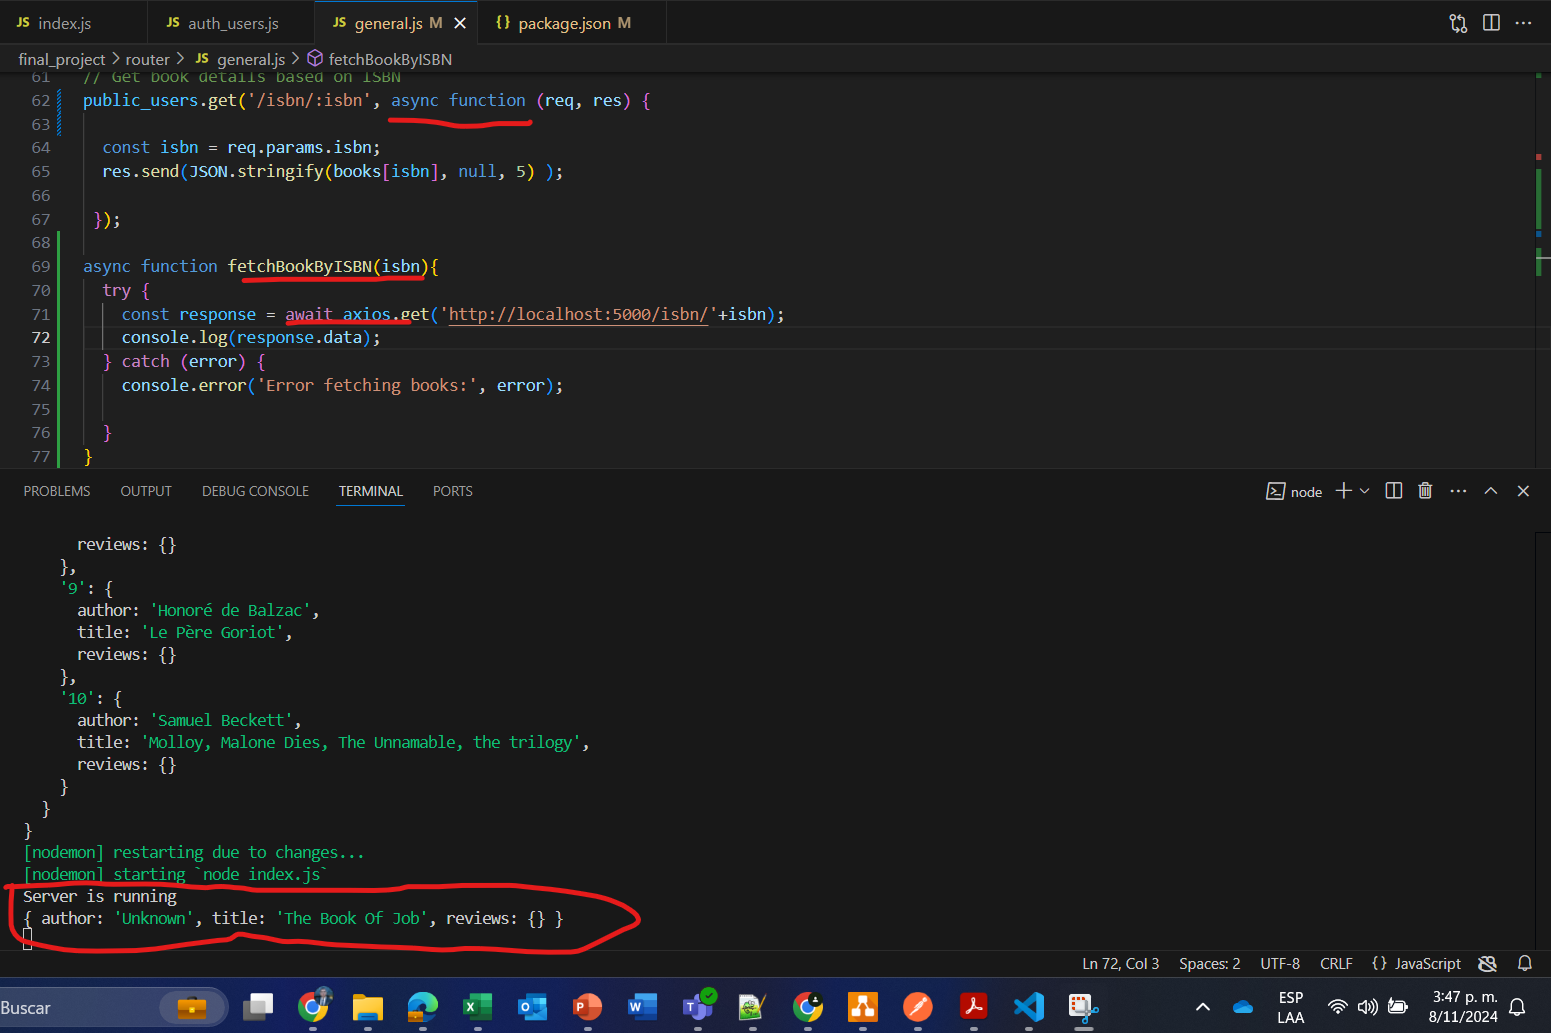 index.js
auth_users.js
general.js M
package.json M
final_project > router > JS general.js > fetchBookByISBN
61 // Get book details based on ISBN
62 public_users.get('/isbn/:isbn', async function (req, res) {
63
64 const isbn = req.params.isbn;
65 res.send(JSON.stringify(books[isbn], null, 5) );
66
67 });
68
69 async function fetchBookByISBN(isbn){
70 try {
71 const response = await axios.get('http://localhost:5000/isbn/'+isbn);
72 console.log(response.data);
73 } catch (error) {
74 console.error('Error fetching books:', error);
75
76 }
77 }
PROBLEMS OUTPUT DEBUG CONSOLE TERMINAL PORTS
node
reviews: {}
},
'9': {
author: 'Honoré de Balzac',
title: 'Le Père Goriot',
reviews: {}
},
'10': {
author: 'Samuel Beckett',
title: 'Molloy, Malone Dies, The Unnamable, the trilogy',
reviews: {}
}
}
}
[nodemon] restarting due to changes...
[nodemon] starting `node index.js`
Server is running
{ author: 'Unknown', title: 'The Book Of Job', reviews: {} }
Ln 72, Col 3 Spaces: 2 UTF-8 CRLF {} JavaScript
Buscar
ESP
LAA
3:47 p. m.
8/11/2024